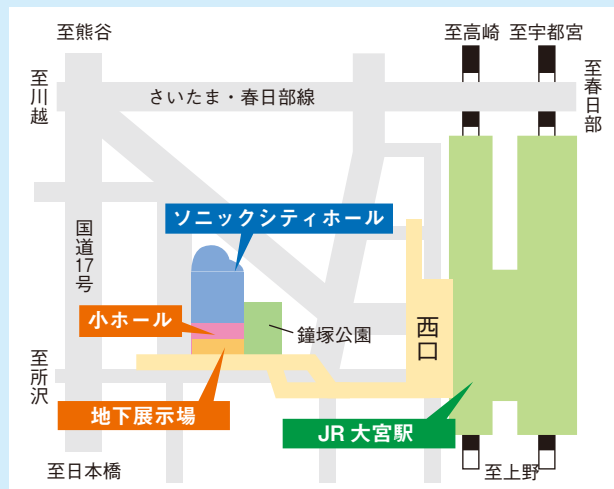 至熊谷
至高崎
至宇都宮
至川越
さいたま・春日部線
至春日部
ソニックシティホール
国道17号
小ホール
鐘塚公園
西口
至所沢
地下展示場
JR 大宮駅
至日本橋
至上野